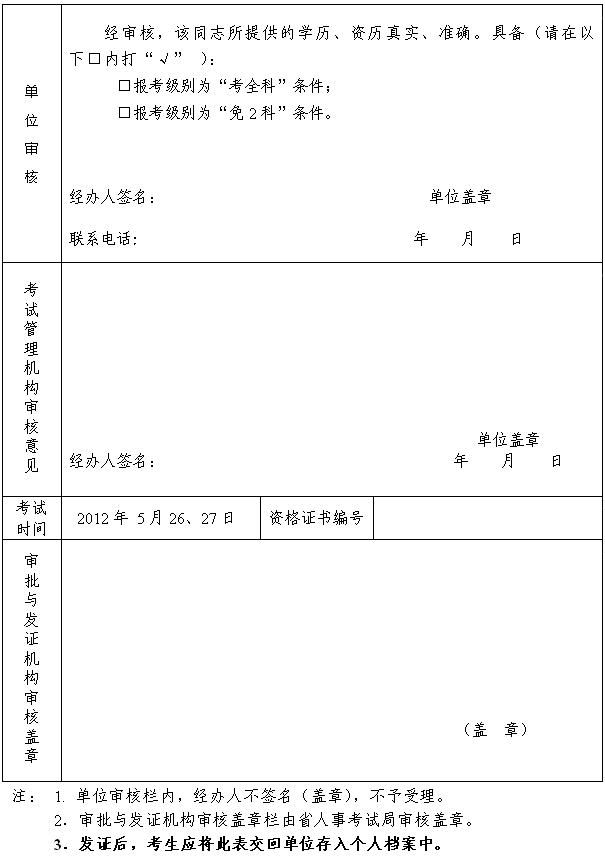 单位审核
经审核，该同志所提供的学历、资历真实、准确。具备（请在以
下□内打“√” ）：
□报考级别为“考全科”条件；
□报考级别为“免2科”条件。
经办人签名： 单位盖章
联系电话： 年 月 日
考试管理机构审核意见
单位盖章
经办人签名： 年 月 日
考试
时间
2012年 5月26、27日
资格证书编号
审批与发证机构审核盖章
（盖 章）
注： 1. 单位审核栏内，经办人不签名（盖章），不予受理。
2．审批与发证机构审核盖章栏由省人事考试局审核盖章。
3．发证后，考生应将此表交回单位存入个人档案中。